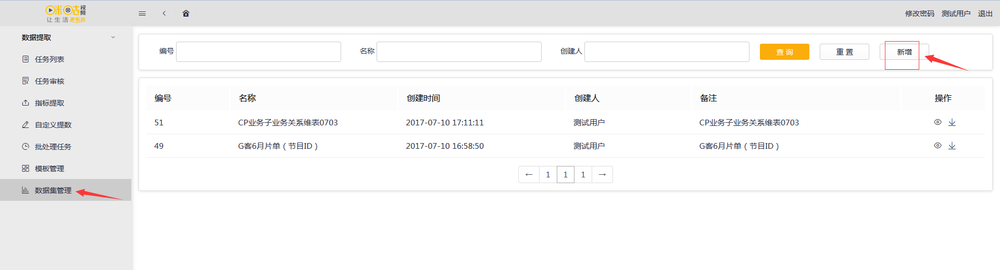 咪咕视频
让生活更有戏
修改密码 测试用户 退出
数据提取
任务列表
任务审核
指标提取
自定义提数
批处理任务
模板管理
数据集管理
编号 名称 创建人 查 询 重 置 新增
编号 名称 创建时间 创建人 备注 操作
51 CP业务子业务关系维表0703 2017-07-10 17:11:11 测试用户 CP业务子业务关系维表0703
49 G客6月片单（节目ID） 2017-07-10 16:58:50 测试用户 G客6月片单（节目ID）
← 1 1 1 →